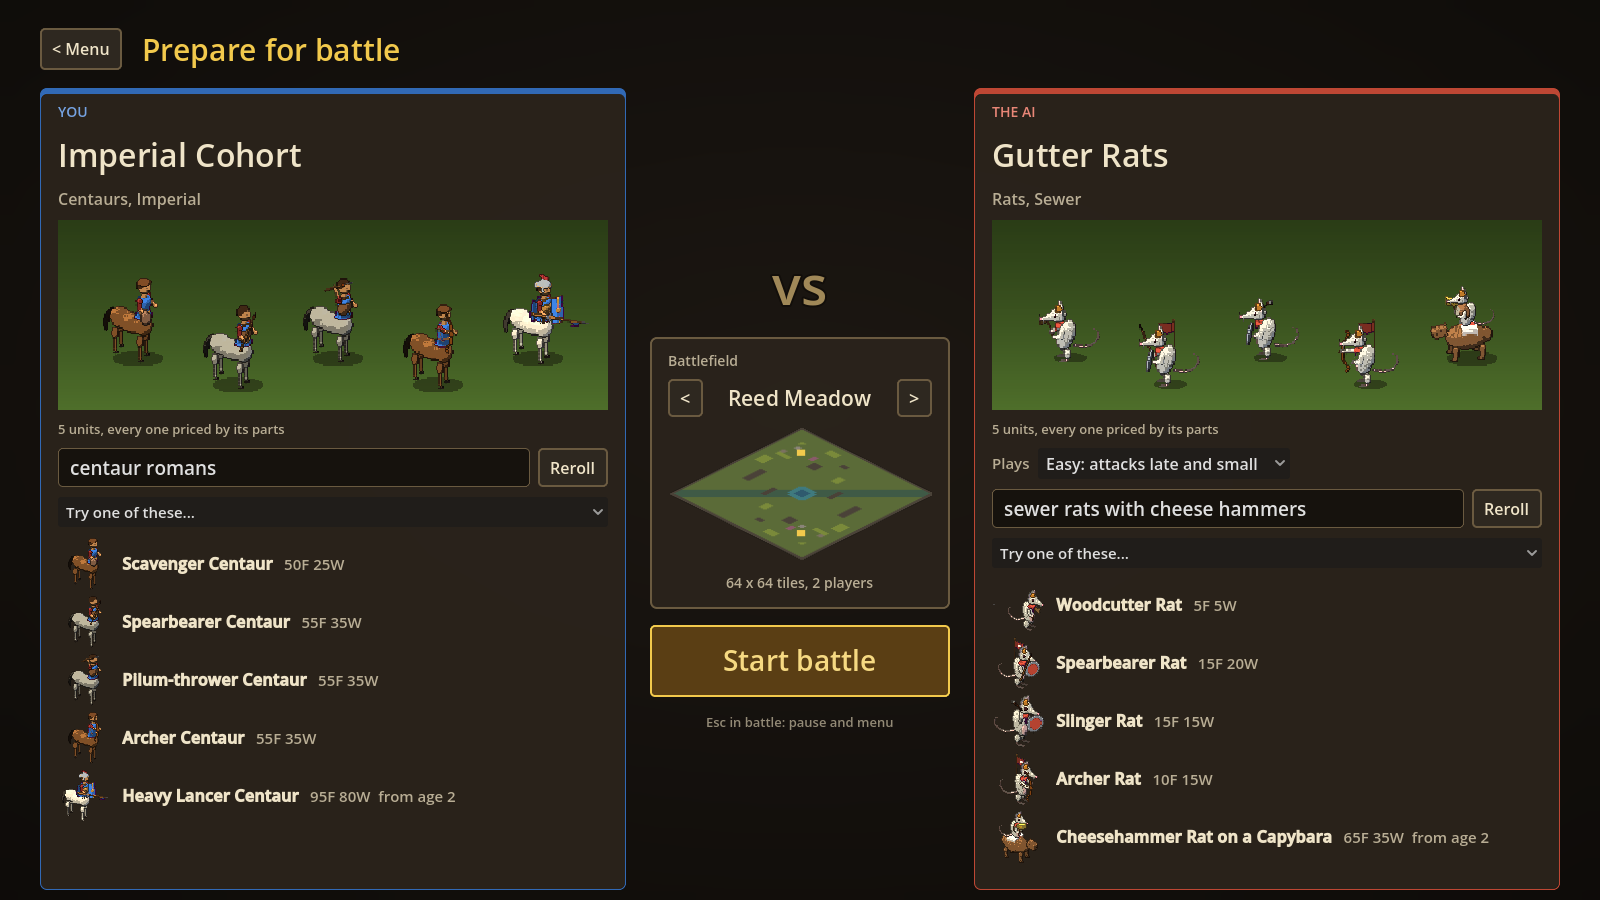 < Menu
Prepare for battle
YOU
Imperial Cohort
Centaurs, Imperial
5 units, every one priced by its parts
centaur romans
Reroll
Try one of these...
Scavenger Centaur 50F 25W
Spearbearer Centaur 55F 35W
Pilum-thrower Centaur 55F 35W
Archer Centaur 55F 35W
Heavy Lancer Centaur 95F 80W from age 2
VS
Battlefield
< Reed Meadow >
64 x 64 tiles, 2 players
Start battle
Esc in battle: pause and menu
THE AI
Gutter Rats
Rats, Sewer
5 units, every one priced by its parts
Plays Easy: attacks late and small
sewer rats with cheese hammers
Reroll
Try one of these...
Woodcutter Rat 5F 5W
Spearbearer Rat 15F 20W
Slinger Rat 15F 15W
Archer Rat 10F 15W
Cheesehammer Rat on a Capybara 65F 35W from age 2